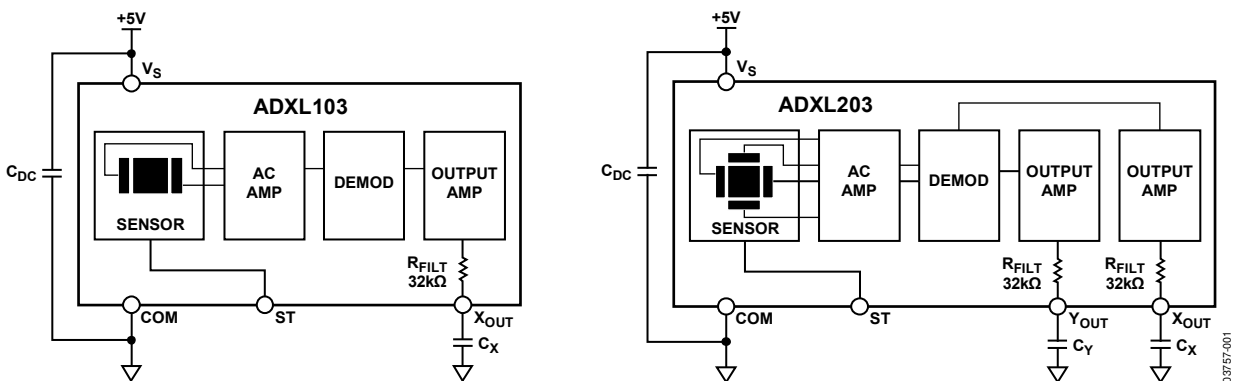 +5V
V_S
ADXL103
C_DC
AC
AMP
DEMOD
OUTPUT
AMP
SENSOR
R_FILT
32kΩ
COM
ST
X_OUT
C_X
+5V
V_S
ADXL203
C_DC
AC
AMP
DEMOD
OUTPUT
AMP
OUTPUT
AMP
SENSOR
R_FILT
32kΩ
R_FILT
32kΩ
COM
ST
Y_OUT
X_OUT
C_Y
C_X
03757-001